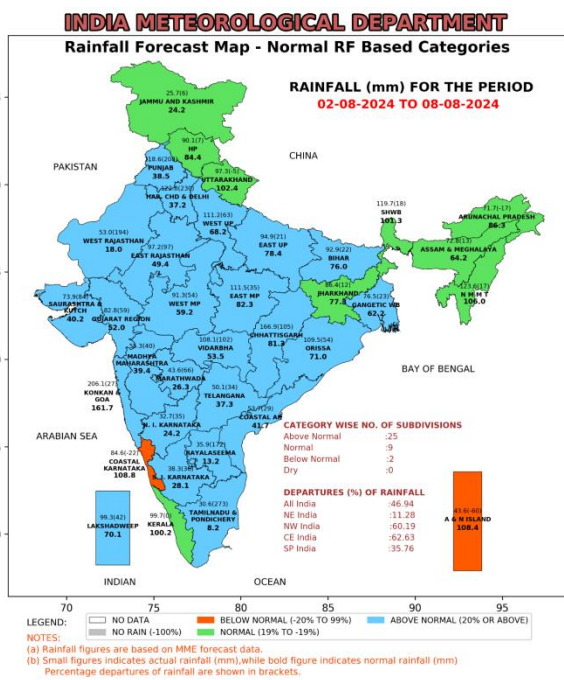 INDIA METEOROLOGICAL DEPARTMENT
Rainfall Forecast Map - Normal RF Based Categories
RAINFALL (mm) FOR THE PERIOD
02-08-2024 TO 08-08-2024
25.7(6)
JAMMU AND KASHMIR
24.2
90.1(7)
HP
84.4
CHINA
PAKISTAN
PUNJAB
38.5
97.3(-5)
UTTARAKHAND
102.4
HAR. CHD & DELHI
37.2
119.7(18)
SHWB
101.3
71.7(-17)
ARUNACHAL PRADESH
86.3
111.2(63)
WEST UP
68.2
53.0(194)
WEST RAJASTHAN
18.0
97.2(97)
EAST RAJASTHAN
49.4
94.9(21)
EAST UP
78.4
92.9(22)
BIHAR
76.0
72.8(13)
ASSAM & MEGHALAYA
64.2
123.6(17)
N M M T
106.0
86.4(12)
JHARKHAND
77.3
76.5(23)
GANGETIC WB
62.2
73.9(84)
SAURASHTRA &
KUTCH
40.2
82.8(59)
GUJARAT REGION
52.0
91.3(54)
WEST MP
59.2
111.5(35)
EAST MP
82.3
166.9(105)
CHHATTISGARH
81.3
109.5(54)
ORISSA
71.0
108.1(102)
VIDARBHA
53.5
MADHYA
MAHARASHTRA
39.4
43.6(66)
MARATHWADA
26.3
50.1(34)
TELANGANA
37.3
206.1(27)
KONKAN &
GOA
161.7
BAY OF BENGAL
53.7(29)
COASTAL AP
41.7
32.7(35)
N. I. KARNATAKA
24.2
ARABIAN SEA
84.6(-22)
COASTAL
KARNATAKA
108.8
35.9(172)
RAYALASEEMA
13.2
38.3(36)
S. I. KARNATAKA
28.1
CATEGORY WISE NO. OF SUBDIVISIONS
Above Normal :25
Normal :9
Below Normal :2
Dry :0
DEPARTURES (%) OF RAINFALL
All India :46.94
NE India :11.28
NW India :60.19
CE India :62.63
SP India :35.76
99.3(42)
LAKSHADWEEP
70.1
99.7(0)
KERALA
100.2
30.6(273)
TAMILNADU &
PONDICHERY
8.2
43.6(-60)
A & N ISLAND
108.4
INDIAN
OCEAN
70 75 80 85 90 95
LEGEND:
NO DATA
BELOW NORMAL (-20% TO 99%)
ABOVE NORMAL (20% OR ABOVE)
NO RAIN (-100%)
NORMAL (19% TO -19%)
NOTES:
(a) Rainfall figures are based on MME forecast data.
(b) Small figures indicates actual rainfall (mm),while bold figure indicates normal rainfall (mm)
Percentage departures of rainfall are shown in brackets.